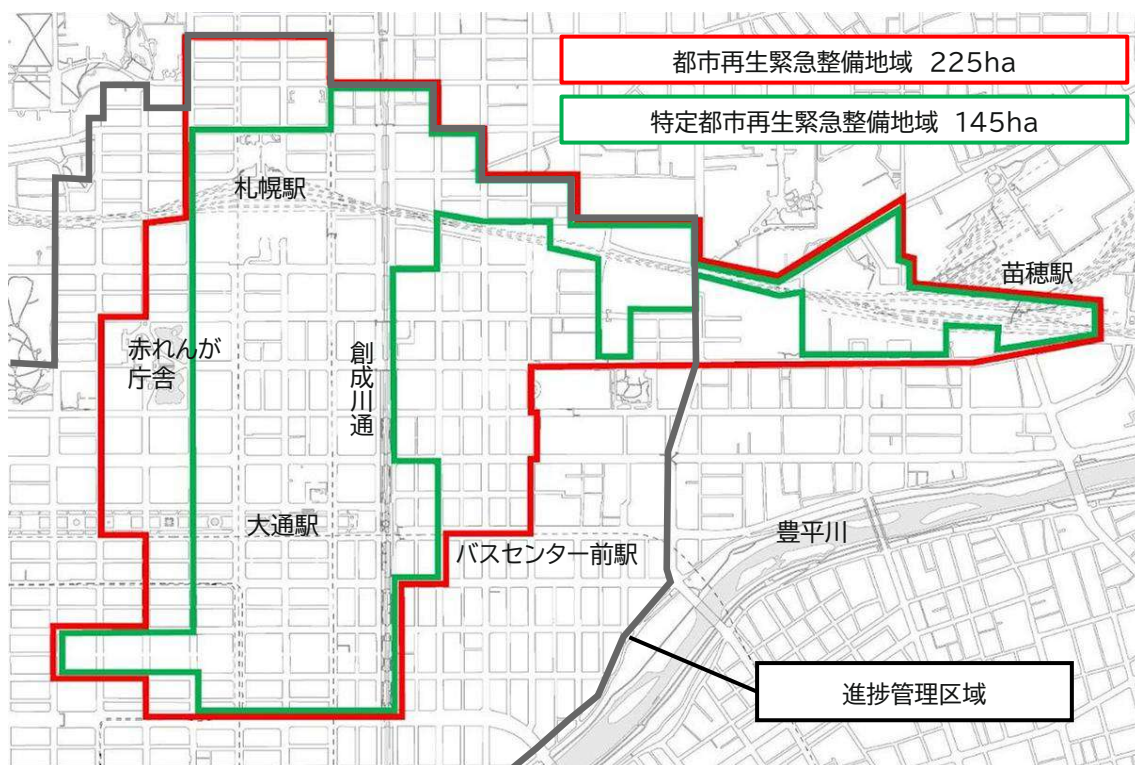 都市再生緊急整備地域 225ha
特定都市再生緊急整備地域 145ha
札幌駅
苗穂駅
赤れんが
庁舎
創成川通
大通駅
バスセンター前駅
豊平川
進捗管理区域